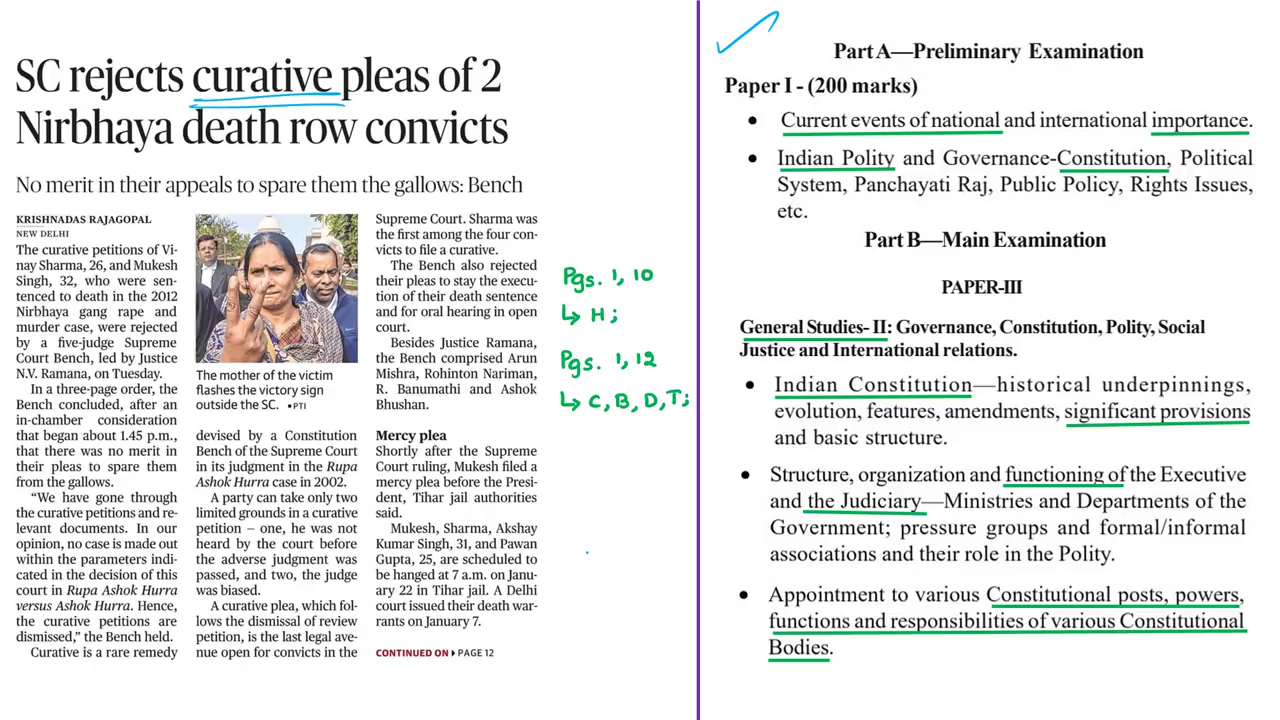 SC rejects curative pleas of 2
Nirbhaya death row convicts
No merit in their appeals to spare them the gallows: Bench
KRISHNADAS RAJAGOPAL
NEW DELHI
The curative petitions of Vi-
nay Sharma, 26, and Mukesh
Singh, 32, who were sen-
tenced to death in the 2012
Nirbhaya gang rape and
murder case, were rejected
by a five-judge Supreme
Court Bench, led by Justice
N.V. Ramana, on Tuesday.
In a three-page order, the
Bench concluded, after an
in-chamber consideration
that began about 1.45 p.m.,
that there was no merit in
their pleas to spare them
from the gallows.
“We have gone through
the curative petitions and re-
levant documents. In our
opinion, no case is made out
within the parameters indi-
cated in the decision of this
court in Rupa Ashok Hurra
versus Ashok Hurra. Hence,
the curative petitions are
dismissed,” the Bench held.
Curative is a rare remedy
The mother of the victim
flashes the victory sign
outside the SC. •PTI
devised by a Constitution
Bench of the Supreme Court
in its judgment in the Rupa
Ashok Hurra case in 2002.
A party can take only two
limited grounds in a curative
petition – one, he was not
heard by the court before
the adverse judgment was
passed, and two, the judge
was biased.
A curative plea, which fol-
lows the dismissal of review
petition, is the last legal ave-
nue open for convicts in the
Supreme Court. Sharma was
the first among the four con-
victs to file a curative.
The Bench also rejected
their pleas to stay the execu-
tion of their death sentence
and for oral hearing in open
court.
Besides Justice Ramana,
the Bench comprised Arun
Mishra, Rohinton Nariman,
R. Banumathi and Ashok
Bhushan.
Mercy plea
Shortly after the Supreme
Court ruling, Mukesh filed a
mercy plea before the Presi-
dent, Tihar jail authorities
said.
Mukesh, Sharma, Akshay
Kumar Singh, 31, and Pawan
Gupta, 25, are scheduled to
be hanged at 7 a.m. on Janu-
ary 22 in Tihar jail. A Delhi
court issued their death war-
rants on January 7.
CONTINUED ON PAGE 12
Pgs. 1, 10
↳ H;
Pgs. 1, 12
↳ C, B, D, T;
Part A—Preliminary Examination
Paper I - (200 marks)
• Current events of national and international importance.
• Indian Polity and Governance-Constitution, Political
System, Panchayati Raj, Public Policy, Rights Issues,
etc.
Part B—Main Examination
PAPER-III
General Studies- II: Governance, Constitution, Polity, Social
Justice and International relations.
• Indian Constitution—historical underpinnings,
evolution, features, amendments, significant provisions
and basic structure.
• Structure, organization and functioning of the Executive
and the Judiciary—Ministries and Departments of the
Government; pressure groups and formal/informal
associations and their role in the Polity.
• Appointment to various Constitutional posts, powers,
functions and responsibilities of various Constitutional
Bodies.